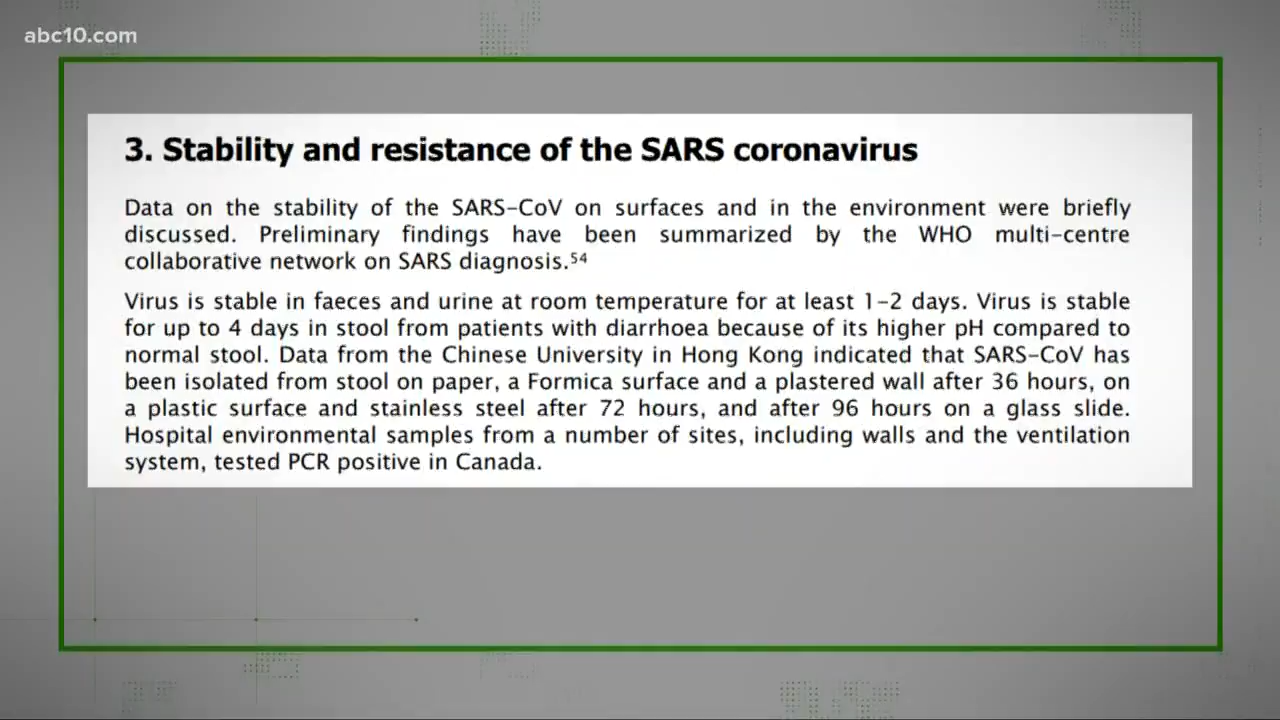 abc10.com
3. Stability and resistance of the SARS coronavirus
Data on the stability of the SARS-CoV on surfaces and in the environment were briefly
discussed. Preliminary findings have been summarized by the WHO multi-centre
collaborative network on SARS diagnosis.⁵⁴
Virus is stable in faeces and urine at room temperature for at least 1-2 days. Virus is stable
for up to 4 days in stool from patients with diarrhoea because of its higher pH compared to
normal stool. Data from the Chinese University in Hong Kong indicated that SARS-CoV has
been isolated from stool on paper, a Formica surface and a plastered wall after 36 hours, on
a plastic surface and stainless steel after 72 hours, and after 96 hours on a glass slide.
Hospital environmental samples from a number of sites, including walls and the ventilation
system, tested PCR positive in Canada.